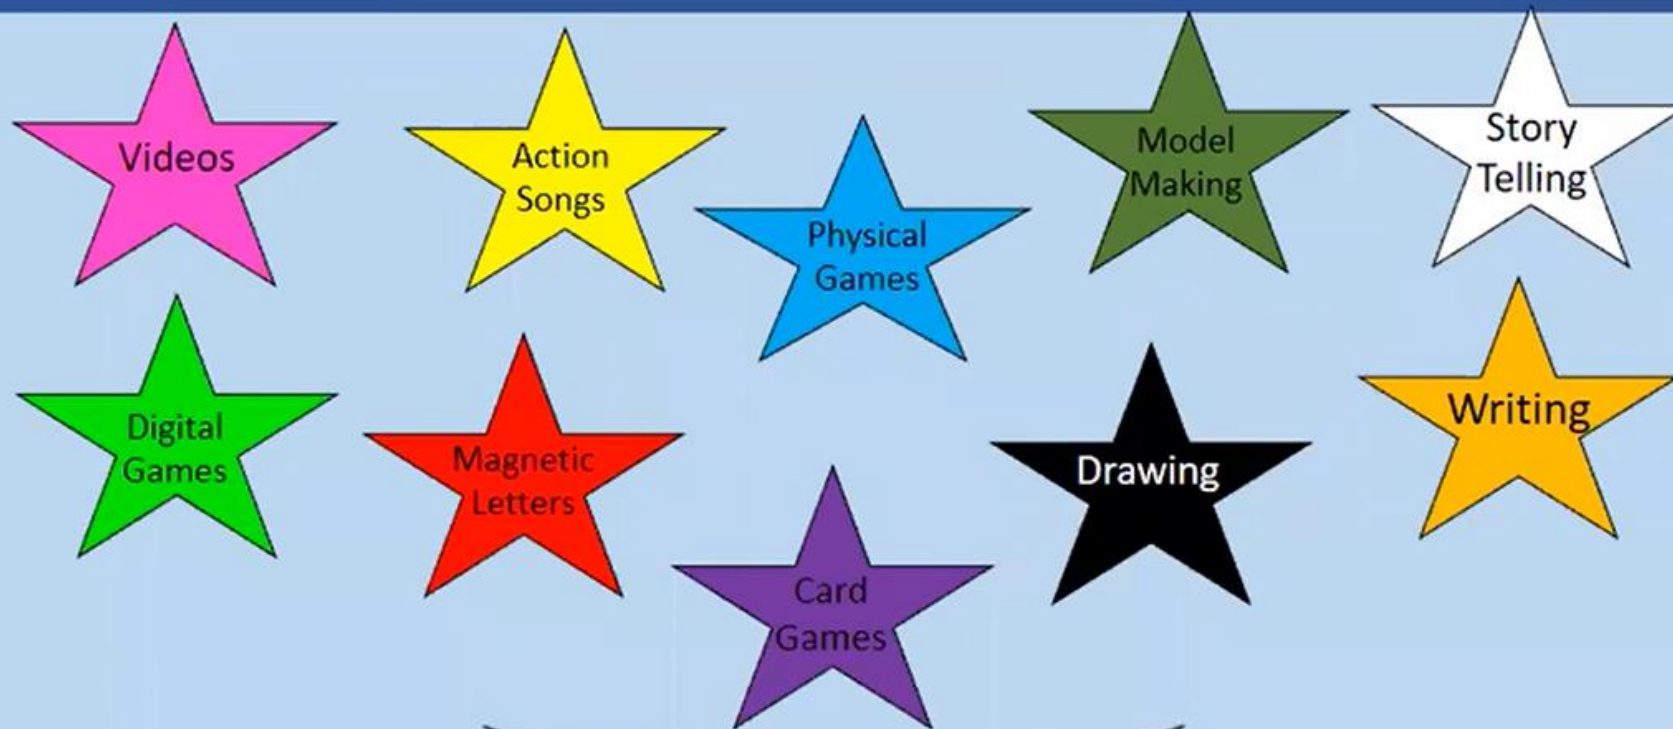 Videos
Action
Songs
Physical
Games
Model
Making
Story
Telling
Digital
Games
Magnetic
Letters
Card
Games
Drawing
Writing